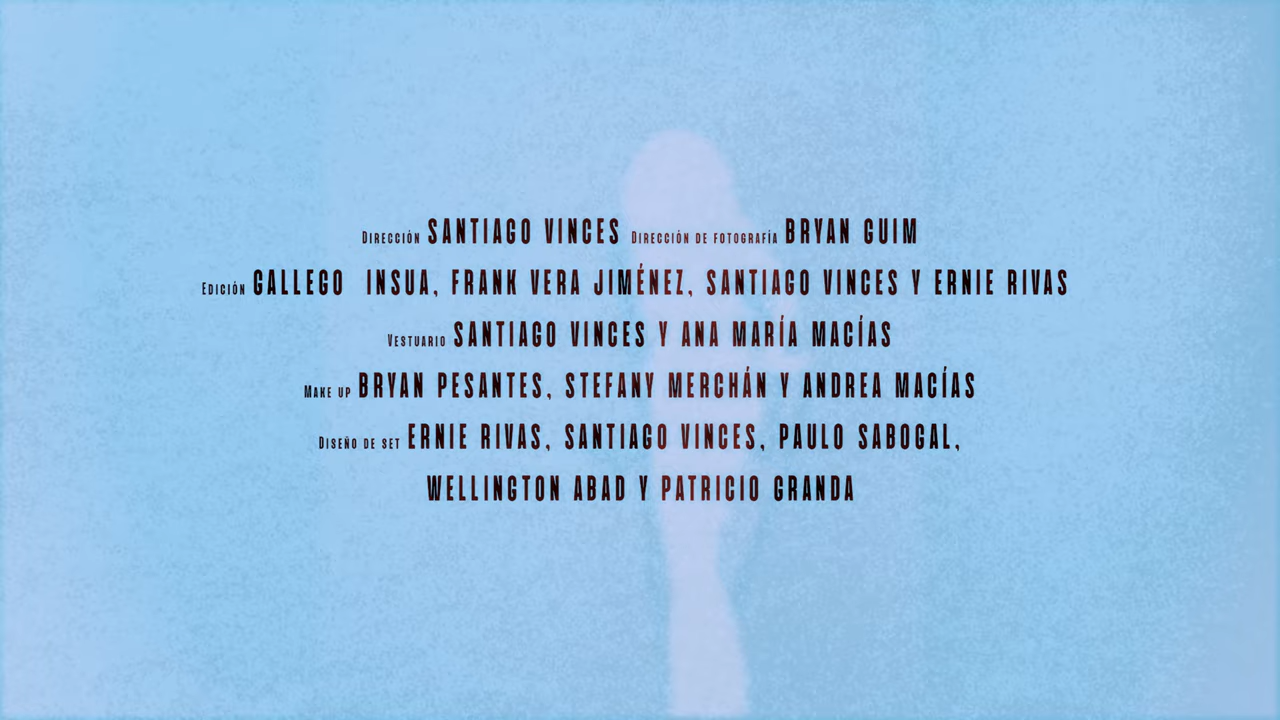 Dirección SANTIAGO VINCES Dirección de fotografía BRYAN GUIM
Edición GALLEGO INSUA, FRANK VERA JIMÉNEZ, SANTIAGO VINCES Y ERNIE RIVAS
Vestuario SANTIAGO VINCES Y ANA MARÍA MACÍAS
Make up BRYAN PESANTES, STEFANY MERCHÁN Y ANDREA MACÍAS
Diseño de set ERNIE RIVAS, SANTIAGO VINCES, PAULO SABOGAL,
WELLINGTON ABAD Y PATRICIO GRANDA